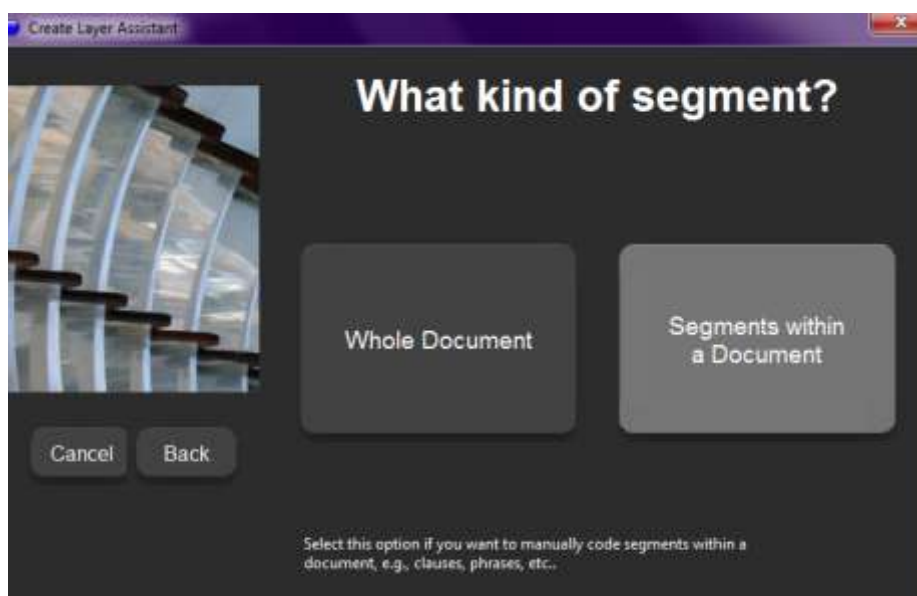 Create Layer Assistant
What kind of segment?
Whole Document
Segments within
a Document
Cancel
Back
Select this option if you want to manually code segments within a
document, e.g., clauses, phrases, etc..